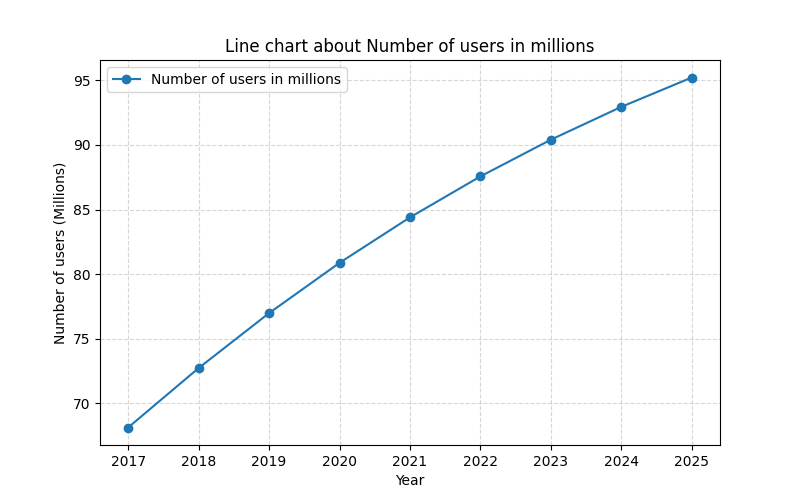 Line chart about Number of users in millions
Number of users in millions
Number of users (Millions)
95
90
85
80
75
70
2017 2018 2019 2020 2021 2022 2023 2024 2025
Year